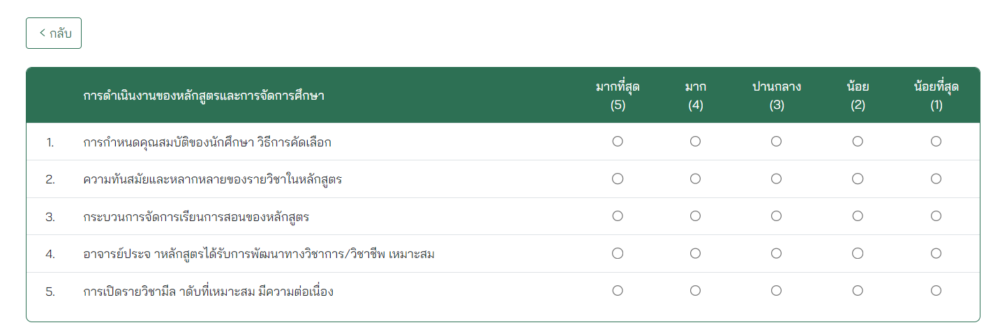 < กลับ
การดำเนินงานของหลักสูตรและการจัดการศึกษา มากที่สุด (5) มาก (4) ปานกลาง (3) น้อย (2) น้อยที่สุด (1)
1. การกำหนดคุณสมบัติของนักศึกษา วิธีการคัดเลือก
2. ความทันสมัยและหลากหลายของรายวิชาในหลักสูตร
3. กระบวนการจัดการเรียนการสอนของหลักสูตร
4. อาจารย์ประจ าหลักสูตรได้รับการพัฒนาทางวิชาการ/วิชาชีพ เหมาะสม
5. การเปิดรายวิชามีล าดับที่เหมาะสม มีความต่อเนื่อง